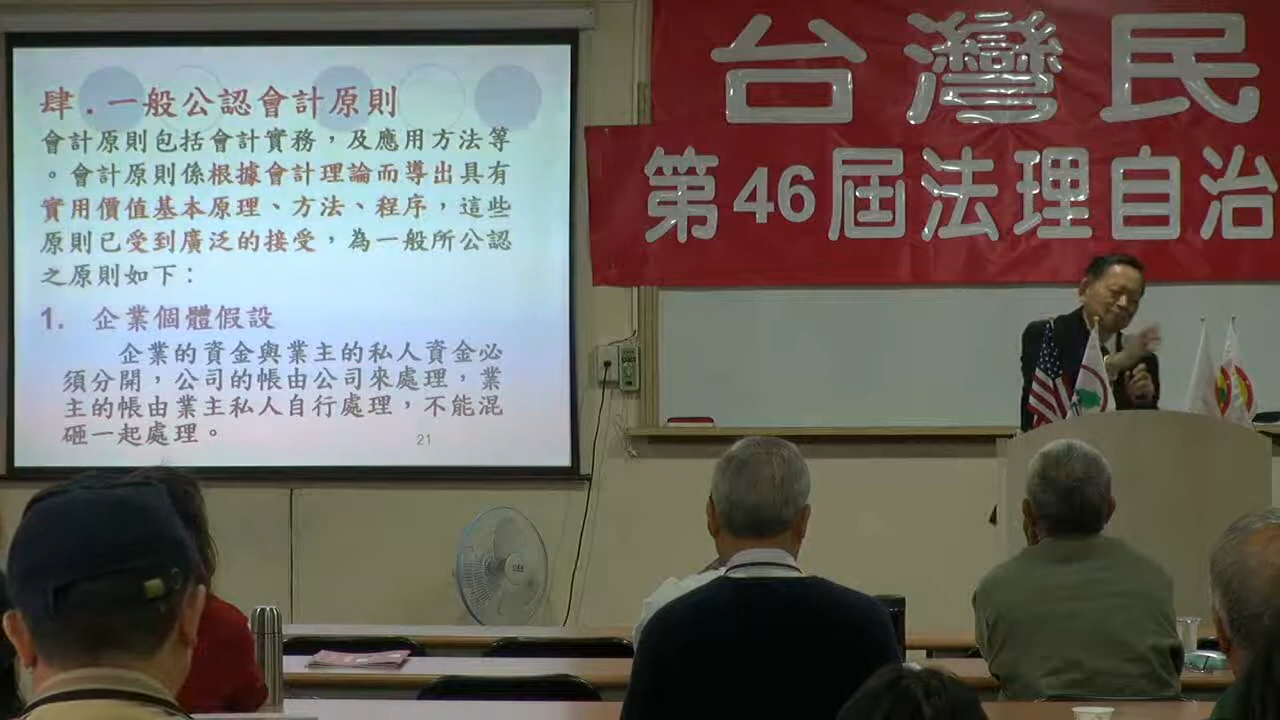 肆．一般公認會計原則
會計原則包括會計實務，及應用方法等
。會計原則係根據會計理論而導出具有
實用價值基本原理、方法、程序，這些
原則已受到廣泛的接受，為一般所公認
之原則如下：
1. 企業個體假設
企業的資金與業主的私人資金必
須分開，公司的帳由公司來處理，業
主的帳由業主私人自行處理，不能混
砸一起處理。
21
台灣民
第46屆法理自治